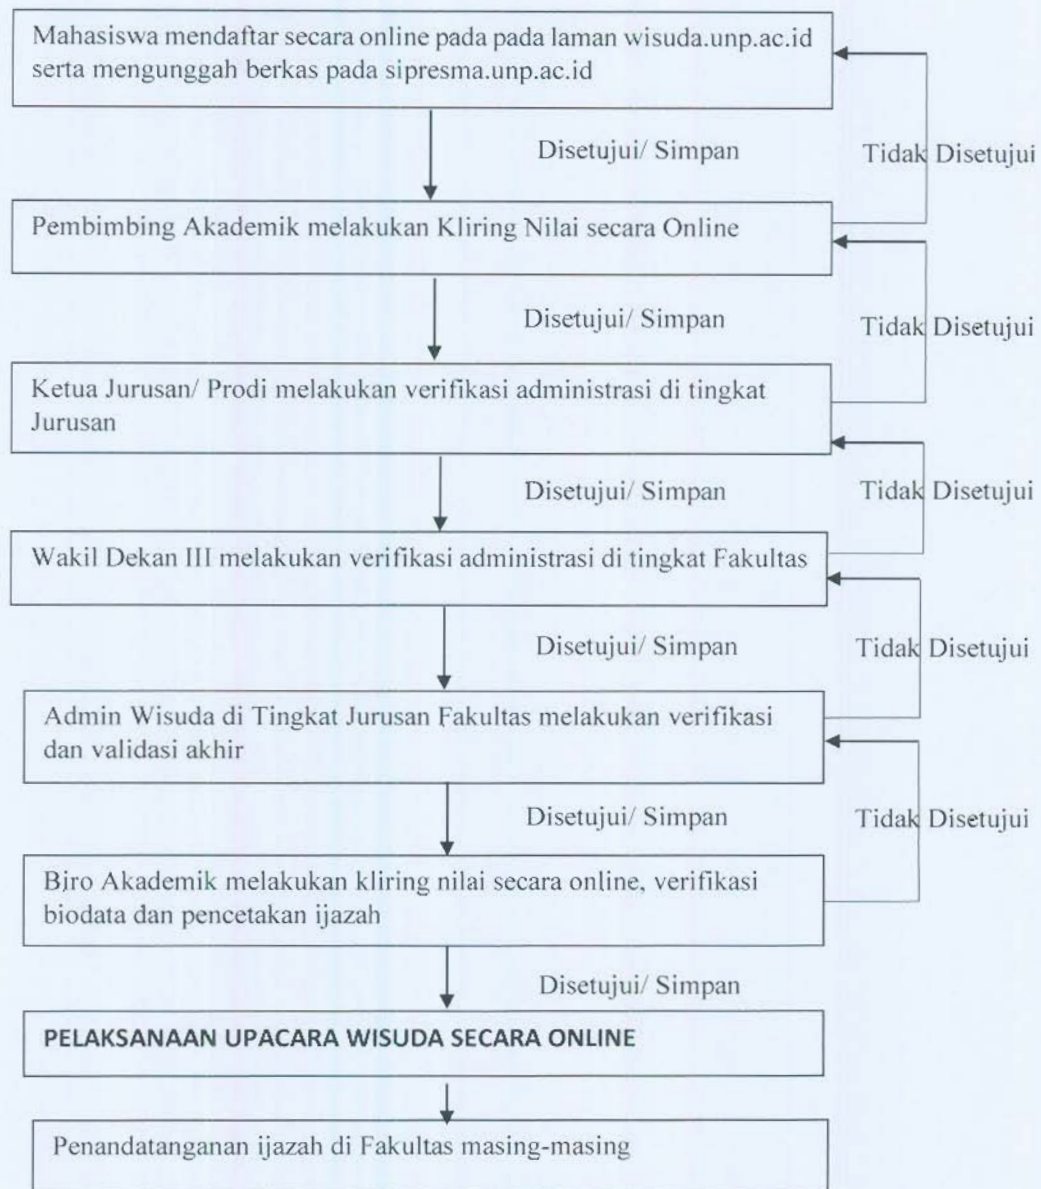 Mahasiswa mendaftar secara online pada pada laman wisuda.unp.ac.id
serta mengunggah berkas pada sipresma.unp.ac.id
Disetujui/ Simpan
Tidak Disetujui
Pembimbing Akademik melakukan Kliring Nilai secara Online
Disetujui/ Simpan
Tidak Disetujui
Ketua Jurusan/ Prodi melakukan verifikasi administrasi di tingkat
Jurusan
Disetujui/ Simpan
Tidak Disetujui
Wakil Dekan III melakukan verifikasi administrasi di tingkat Fakultas
Disetujui/ Simpan
Tidak Disetujui
Admin Wisuda di Tingkat Jurusan Fakultas melakukan verifikasi
dan validasi akhir
Disetujui/ Simpan
Tidak Disetujui
Biro Akademik melakukan kliring nilai secara online, verifikasi
biodata dan pencetakan ijazah
Disetujui/ Simpan
PELAKSANAAN UPACARA WISUDA SECARA ONLINE
Penandatanganan ijazah di Fakultas masing-masing